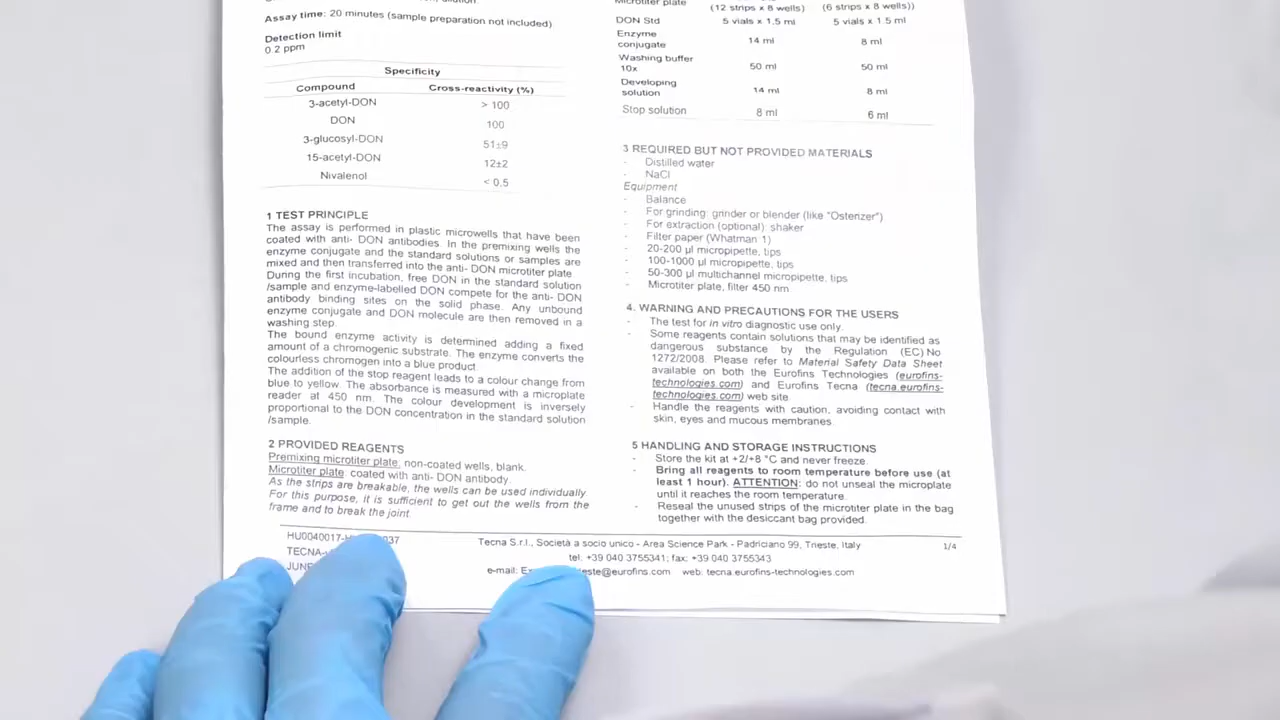 Assay time: 20 minutes (sample preparation not included)
Detection limit
0.2 ppm
Specificity
Compound Cross-reactivity (%)
3-acetyl-DON > 100
DON 100
3-glucosyl-DON 51±9
15-acetyl-DON 12±2
Nivalenol < 0.5
1 TEST PRINCIPLE
The assay is performed in plastic microwells that have been
coated with anti- DON antibodies. In the premixing wells the
enzyme conjugate and the standard solutions or samples are
mixed and then transferred into the anti- DON microtiter plate
During the first incubation, free DON in the standard solution
/sample and enzyme-labelled DON compete for the anti- DON
antibody binding sites on the solid phase. Any unbound
enzyme conjugate and DON molecule are then removed in a
washing step.
The bound enzyme activity is determined adding a fixed
amount of a chromogenic substrate. The enzyme converts the
colourless chromogen into a blue product.
The addition of the stop reagent leads to a colour change from
blue to yellow. The absorbance is measured with a microplate
reader at 450 nm. The colour development is inversely
proportional to the DON concentration in the standard solution
/sample.
2 PROVIDED REAGENTS
Premixing microtiter plate: non-coated wells, blank.
Microtiter plate: coated with anti- DON antibody.
As the strips are breakable, the wells can be used individually.
For this purpose, it is sufficient to get out the wells from the
frame and to break the joint.
Microtiter plate (12 strips x 8 wells) (6 strips x 8 wells))
DON Std 5 vials x 1.5 ml 5 vials x 1.5 ml
Enzyme
conjugate 14 ml 8 ml
Washing buffer
10x 50 ml 50 ml
Developing
solution 14 ml 8 ml
Stop solution 8 ml 6 ml
3 REQUIRED BUT NOT PROVIDED MATERIALS
- Distilled water
- NaCl
Equipment
- Balance
- For grinding: grinder or blender (like "Osterizer")
- For extraction (optional): shaker
- Filter paper (Whatman 1)
- 20-200 µl micropipette, tips
- 100-1000 µl micropipette, tips
- 50-300 µl multichannel micropipette, tips
- Microtiter plate, filter 450 nm
4. WARNING AND PRECAUTIONS FOR THE USERS
- The test for in vitro diagnostic use only.
- Some reagents contain solutions that may be identified as
dangerous substance by the Regulation (EC) No
1272/2008. Please refer to Material Safety Data Sheet
available on both the Eurofins Technologies (eurofins-
technologies.com) and Eurofins Tecna (tecna.eurofins-
technologies.com) web site.
- Handle the reagents with caution, avoiding contact with
skin, eyes and mucous membranes.
5 HANDLING AND STORAGE INSTRUCTIONS
- Store the kit at +2/+8 °C and never freeze.
- Bring all reagents to room temperature before use (at
least 1 hour). ATTENTION: do not unseal the microplate
until it reaches the room temperature.
- Reseal the unused strips of the microtiter plate in the bag
together with the desiccant bag provided.
HU0040017-
Tecna S.r.l., Società a socio unico - Area Science Park - Padriciano 99, Trieste, Italy
1/4
tel. +39 040 3755341; fax: +39 040 3755343
e-mail: web: tecna.eurofins-technologies.com